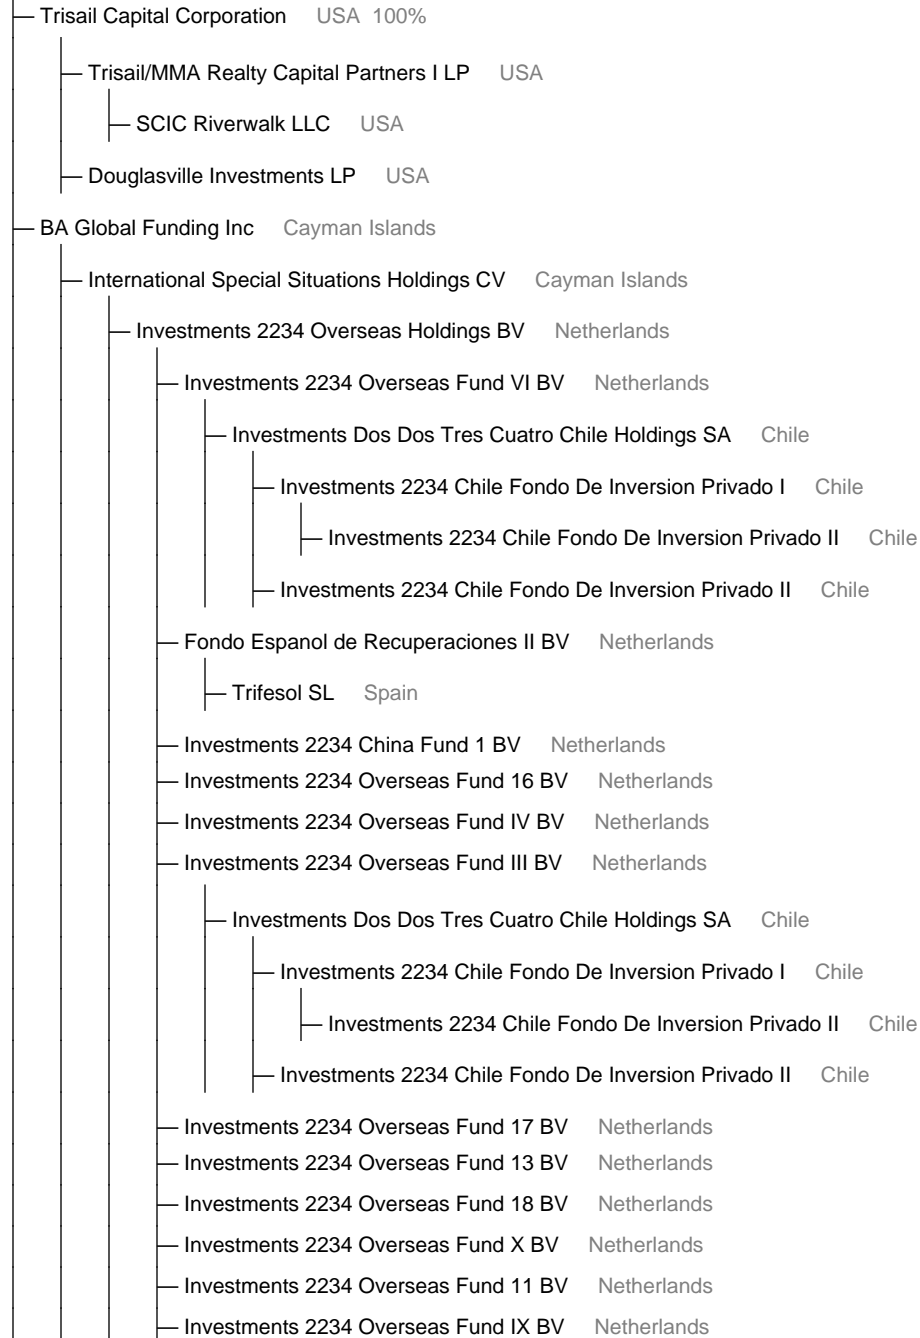 Trisail Capital Corporation USA 100%
Trisail/MMA Realty Capital Partners I LP USA
SCIC Riverwalk LLC USA
Douglasville Investments LP USA
BA Global Funding Inc Cayman Islands
International Special Situations Holdings CV Cayman Islands
Investments 2234 Overseas Holdings BV Netherlands
Investments 2234 Overseas Fund VI BV Netherlands
Investments Dos Dos Tres Cuatro Chile Holdings SA Chile
Investments 2234 Chile Fondo De Inversion Privado I Chile
Investments 2234 Chile Fondo De Inversion Privado II Chile
Investments 2234 Chile Fondo De Inversion Privado II Chile
Fondo Espanol de Recuperaciones II BV Netherlands
Trifesol SL Spain
Investments 2234 China Fund 1 BV Netherlands
Investments 2234 Overseas Fund 16 BV Netherlands
Investments 2234 Overseas Fund IV BV Netherlands
Investments 2234 Overseas Fund III BV Netherlands
Investments Dos Dos Tres Cuatro Chile Holdings SA Chile
Investments 2234 Chile Fondo De Inversion Privado I Chile
Investments 2234 Chile Fondo De Inversion Privado II Chile
Investments 2234 Chile Fondo De Inversion Privado II Chile
Investments 2234 Overseas Fund 17 BV Netherlands
Investments 2234 Overseas Fund 13 BV Netherlands
Investments 2234 Overseas Fund 18 BV Netherlands
Investments 2234 Overseas Fund X BV Netherlands
Investments 2234 Overseas Fund 11 BV Netherlands
Investments 2234 Overseas Fund IX BV Netherlands